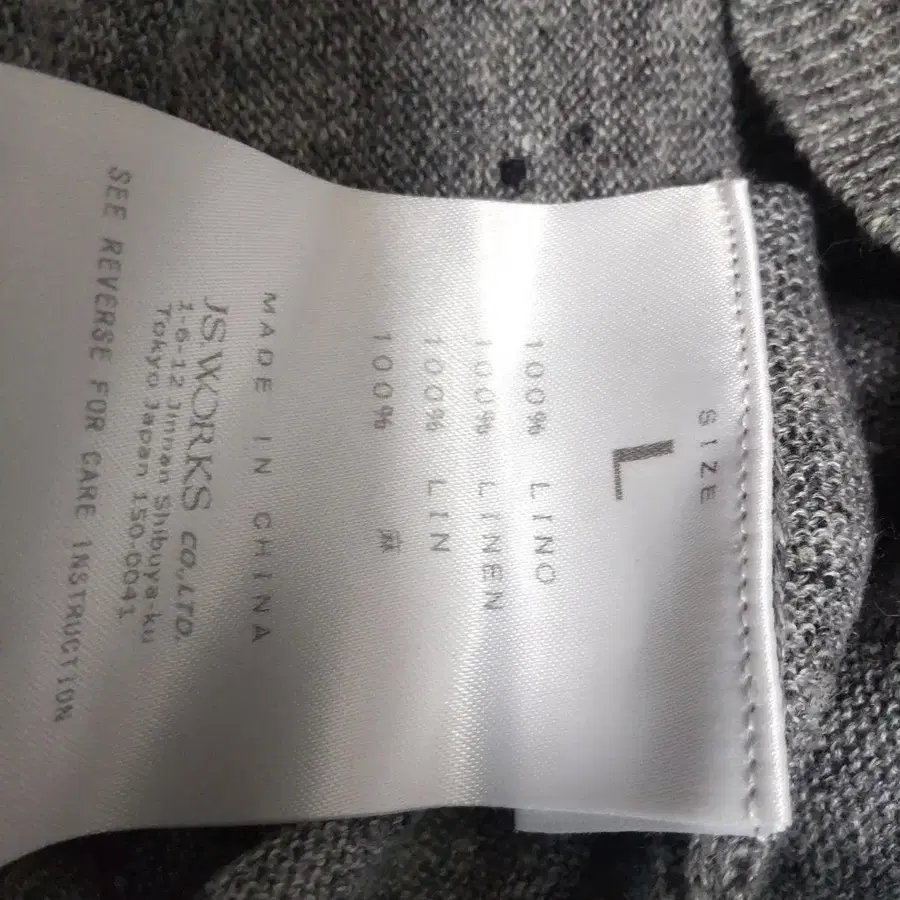 SIZE
L
100% LINO
100% LINEN
100% LIN
100% 麻
MADE IN CHINA
JS WORKS CO.,LTD.
1-6-12 Jinnan Shibuya-ku
Tokyo Japan 150-0041
SEE REVERSE FOR CARE INSTRUCTION